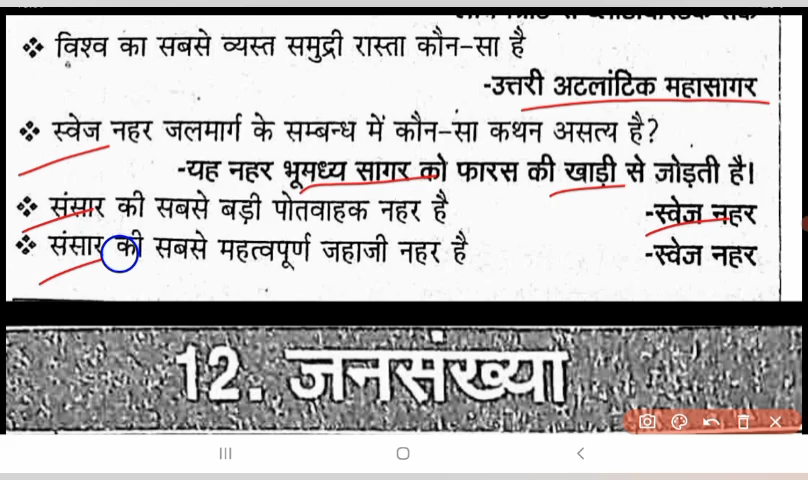 ❖ विश्व का सबसे व्यस्त समुद्री रास्ता कौन-सा है
-उत्तरी अटलांटिक महासागर
❖ स्वेज नहर जलमार्ग के सम्बन्ध में कौन-सा कथन असत्य है?
-यह नहर भूमध्य सागर को फारस की खाड़ी से जोड़ती है।
❖ संसार की सबसे बड़ी पोतवाहक नहर है -स्वेज नहर
❖ संसार की सबसे महत्वपूर्ण जहाजी नहर है -स्वेज नहर
12. जनसंख्या